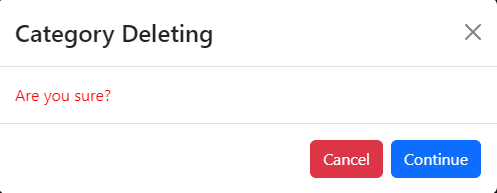 Category Deleting
Are you sure?
Cancel Continue